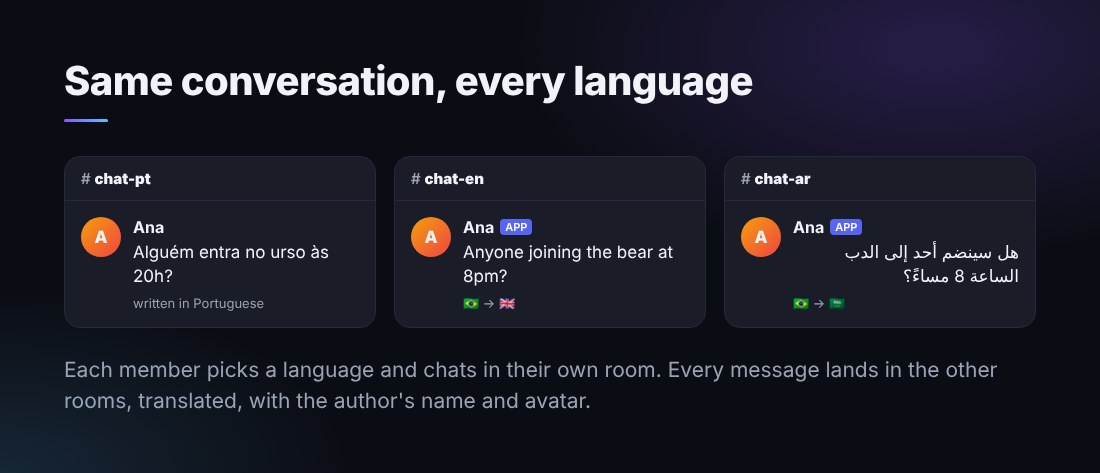 Same conversation, every language
# chat-pt
A
Ana
Alguém entra no urso às
20h?
written in Portuguese
# chat-en
A
Ana APP
Anyone joining the bear at
8pm?
🇧🇷 → 🇬🇧
# chat-ar
A
Ana APP
هل سينضم أحد إلى الدب
الساعة 8 مساءً؟
🇧🇷 → 🇸🇦
Each member picks a language and chats in their own room. Every message lands in the other
rooms, translated, with the author's name and avatar.